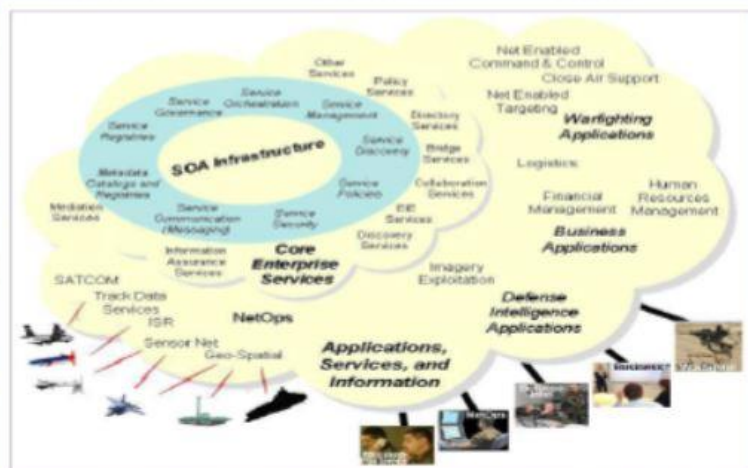 Other
Services
Policy
Services
Net Enabled
Command & Control
Close Air Support
Net Enabled
Targeting
Warfighting
Applications
Service
Orchestration
Service
Governance
Service
Management
Directory
Services
Service
Registries
SOA Infrastructure
Service
Discovery
Bridge
Services
Logistics
Metadata
Catalogs and
Registries
Service
Policies
Collaboration
Services
Financial
Management
Human
Resources
Management
Mediation
Services
Service
Communication
(Messaging)
Service
Security
Services
Discovery
Services
Business
Applications
Information
Assurance
Services
Core
Enterprise
Services
Imagery
Exploitation
SATCOM
Track Data
Services
ISR
NetOps
Defense
Intelligence
Applications
Sensor Net
Geo-Spatial
Applications,
Services, and
Information